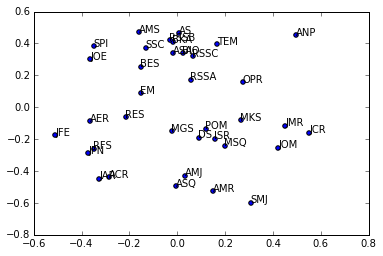 0.6
AMS
AS
ANP
TEM
SPI
SSC
0.4
RSSC
JOE
BES
RSSA
OPR
0.2
EM
0.0
RES
AER
MKS
JMR
POM
MGS
JFE
DS
JSR
JCR
−0.2
MSQ
JOM
RFS
JPN
ACR
AMJ
−0.4
ASQ
AMR
SMJ
−0.6
−0.8
−0.6 −0.4 −0.2 0.0 0.2 0.4 0.6 0.8